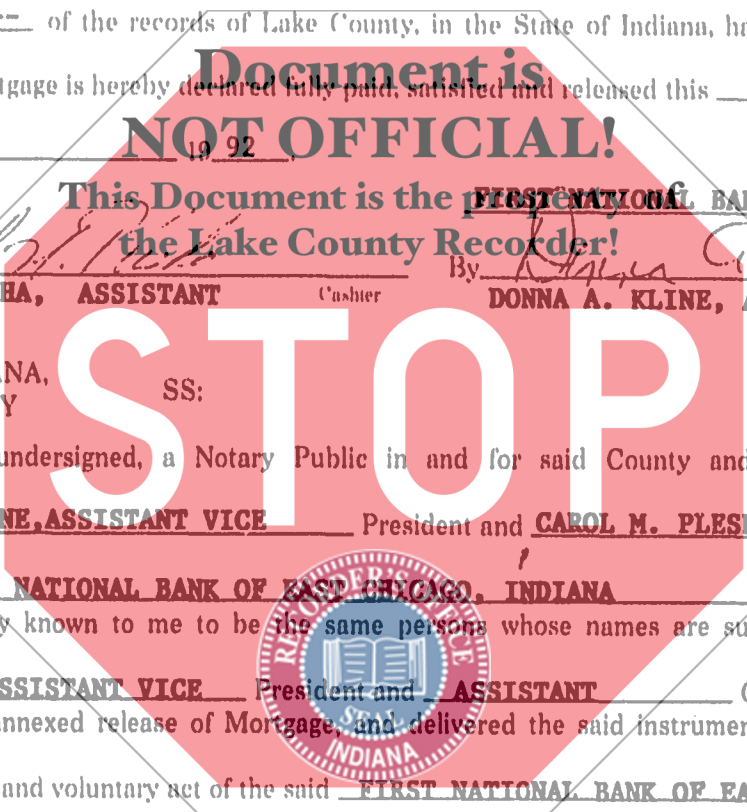 of the records of Lake County, in the State of Indiana, ha
Document is
tgage is hereby declared fully paid, satisfied and released this
NOT OFFICIAL!
19 92
This Document is the property of
FIRST NATIONAL BAN
the Lake County Recorder!
By
HA, ASSISTANT Cashier DONNA A. KLINE, A
STOP
ANA,
SS:
Y
undersigned, a Notary Public in and for said County and
NE, ASSISTANT VICE President and CAROL M. PLESH
NATIONAL BANK OF EAST CHICAGO, INDIANA
y known to me to be the same persons whose names are su
RECORDER'S OFFICE
SSISTANT VICE President and ASSISTANT C
SEAL
annexed release of Mortgage, and delivered the said instrumen
INDIANA
and voluntary act of the said FIRST NATIONAL BANK OF EA